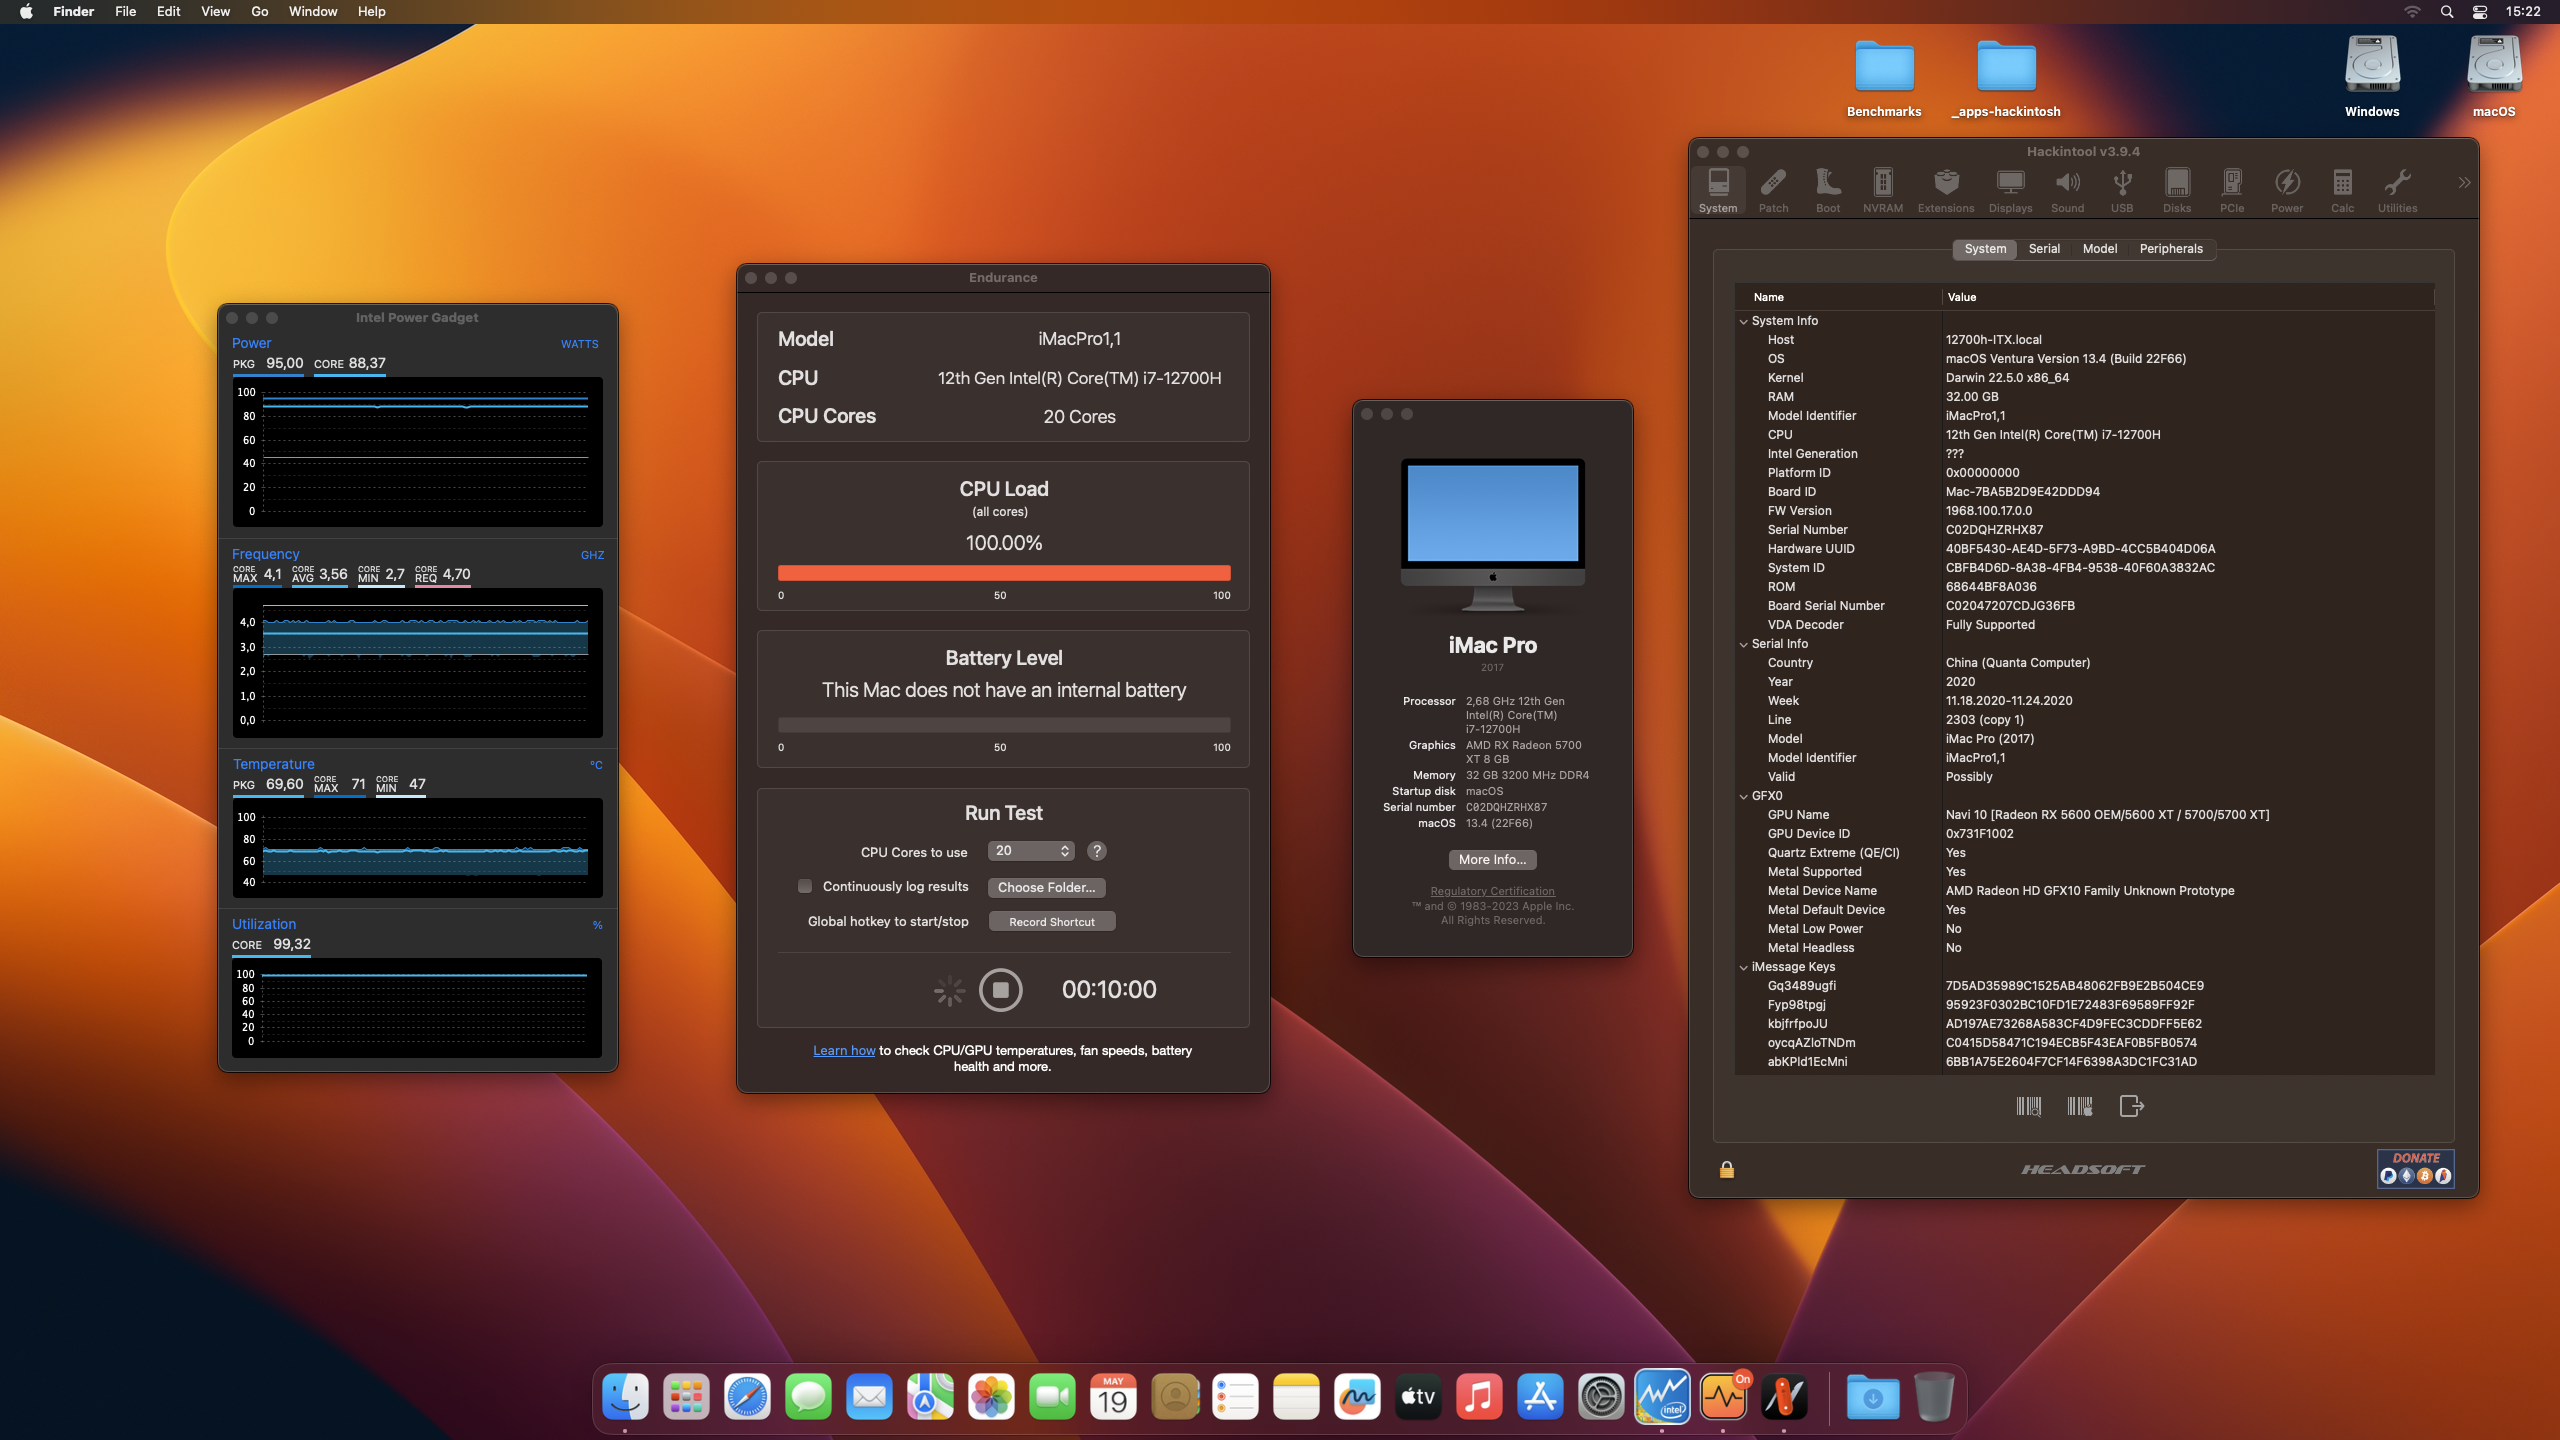 Finder File Edit View Go Window Help
15:22
Benchmarks
_apps-hackintosh
Windows
macOS
Intel Power Gadget
Power WATTS
PKG 95,00 CORE 88,37
100
80
60
40
20
0
Frequency GHZ
CORE MAX 4,1 CORE AVG 3,56 CORE MIN 2,7 CORE REQ 4,70
4,0
3,0
2,0
1,0
0,0
Temperature °C
PKG 69,60 CORE MAX 71 CORE MIN 47
100
80
60
40
Utilization %
CORE 99,32
100
80
60
40
20
0
Endurance
Model iMacPro1,1
CPU 12th Gen Intel(R) Core(TM) i7-12700H
CPU Cores 20 Cores
CPU Load
(all cores)
100.00%
0 50 100
Battery Level
This Mac does not have an internal battery
0 50 100
Run Test
CPU Cores to use 20 ?
Continuously log results Choose Folder...
Global hotkey to start/stop Record Shortcut
00:10:00
Learn how to check CPU/GPU temperatures, fan speeds, battery
health and more.
iMac Pro
2017
Processor 2,68 GHz 12th Gen
Intel(R) Core(TM)
i7-12700H
Graphics AMD RX Radeon 5700
XT 8 GB
Memory 32 GB 3200 MHz DDR4
Startup disk macOS
Serial number C02DQHZRHX87
macOS 13.4 (22F66)
More Info...
Regulatory Certification
™ and © 1983-2023 Apple Inc.
All Rights Reserved.
Hackintool v3.9.4
System Patch Boot NVRAM Extensions Displays Sound USB Disks PCIe Power Calc Utilities
System Serial Model Peripherals
Name Value
System Info
Host 12700h-ITX.local
OS macOS Ventura Version 13.4 (Build 22F66)
Kernel Darwin 22.5.0 x86_64
RAM 32.00 GB
Model Identifier iMacPro1,1
CPU 12th Gen Intel(R) Core(TM) i7-12700H
Intel Generation ???
Platform ID 0x00000000
Board ID Mac-7BA5B2D9E42DDD94
FW Version 1968.100.17.0.0
Serial Number C02DQHZRHX87
Hardware UUID 40BF5430-AE4D-5F73-A9BD-4CC5B404D06A
System ID CBFB4D6D-8A38-4FB4-9538-40F60A3832AC
ROM 68644BF8A036
Board Serial Number C02047207CDJG36FB
VDA Decoder Fully Supported
Serial Info
Country China (Quanta Computer)
Year 2020
Week 11.18.2020-11.24.2020
Line 2303 (copy 1)
Model iMac Pro (2017)
Model Identifier iMacPro1,1
Valid Possibly
GFX0
GPU Name Navi 10 [Radeon RX 5600 OEM/5600 XT / 5700/5700 XT]
GPU Device ID 0x731F1002
Quartz Extreme (QE/CI) Yes
Metal Supported Yes
Metal Device Name AMD Radeon HD GFX10 Family Unknown Prototype
Metal Default Device Yes
Metal Low Power No
Metal Headless No
iMessage Keys
Gq3489ugfi 7D5AD35989C1525AB48062FB9E2B504CE9
Fyp98tpgj 95923F0302BC10FD1E72483F69589FF92F
kbjfrfpoJU AD197AE73268A583CF4D9FEC3CDDFF5E62
oycqAZloTNDm C0415D58471C194ECB5F43EAF0B5FB0574
abKPld1EcMni 6BB1A75E2604F7CF14F6398A3DC1FC31AD
HEADSOFT
DONATE
MAY
19
tv
intel
On